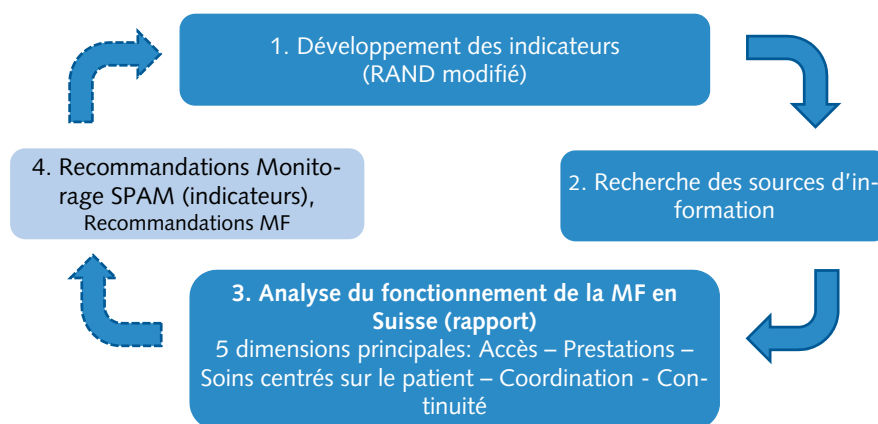 1. Développement des indicateurs
(RAND modifié)
2. Recherche des sources d'in-
formation
3. Analyse du fonctionnement de la MF en
Suisse (rapport)
5 dimensions principales: Accès – Prestations –
Soins centrés sur le patient – Coordination - Con-
tinuité
4. Recommandations Monito-
rage SPAM (indicateurs),
Recommandations MF